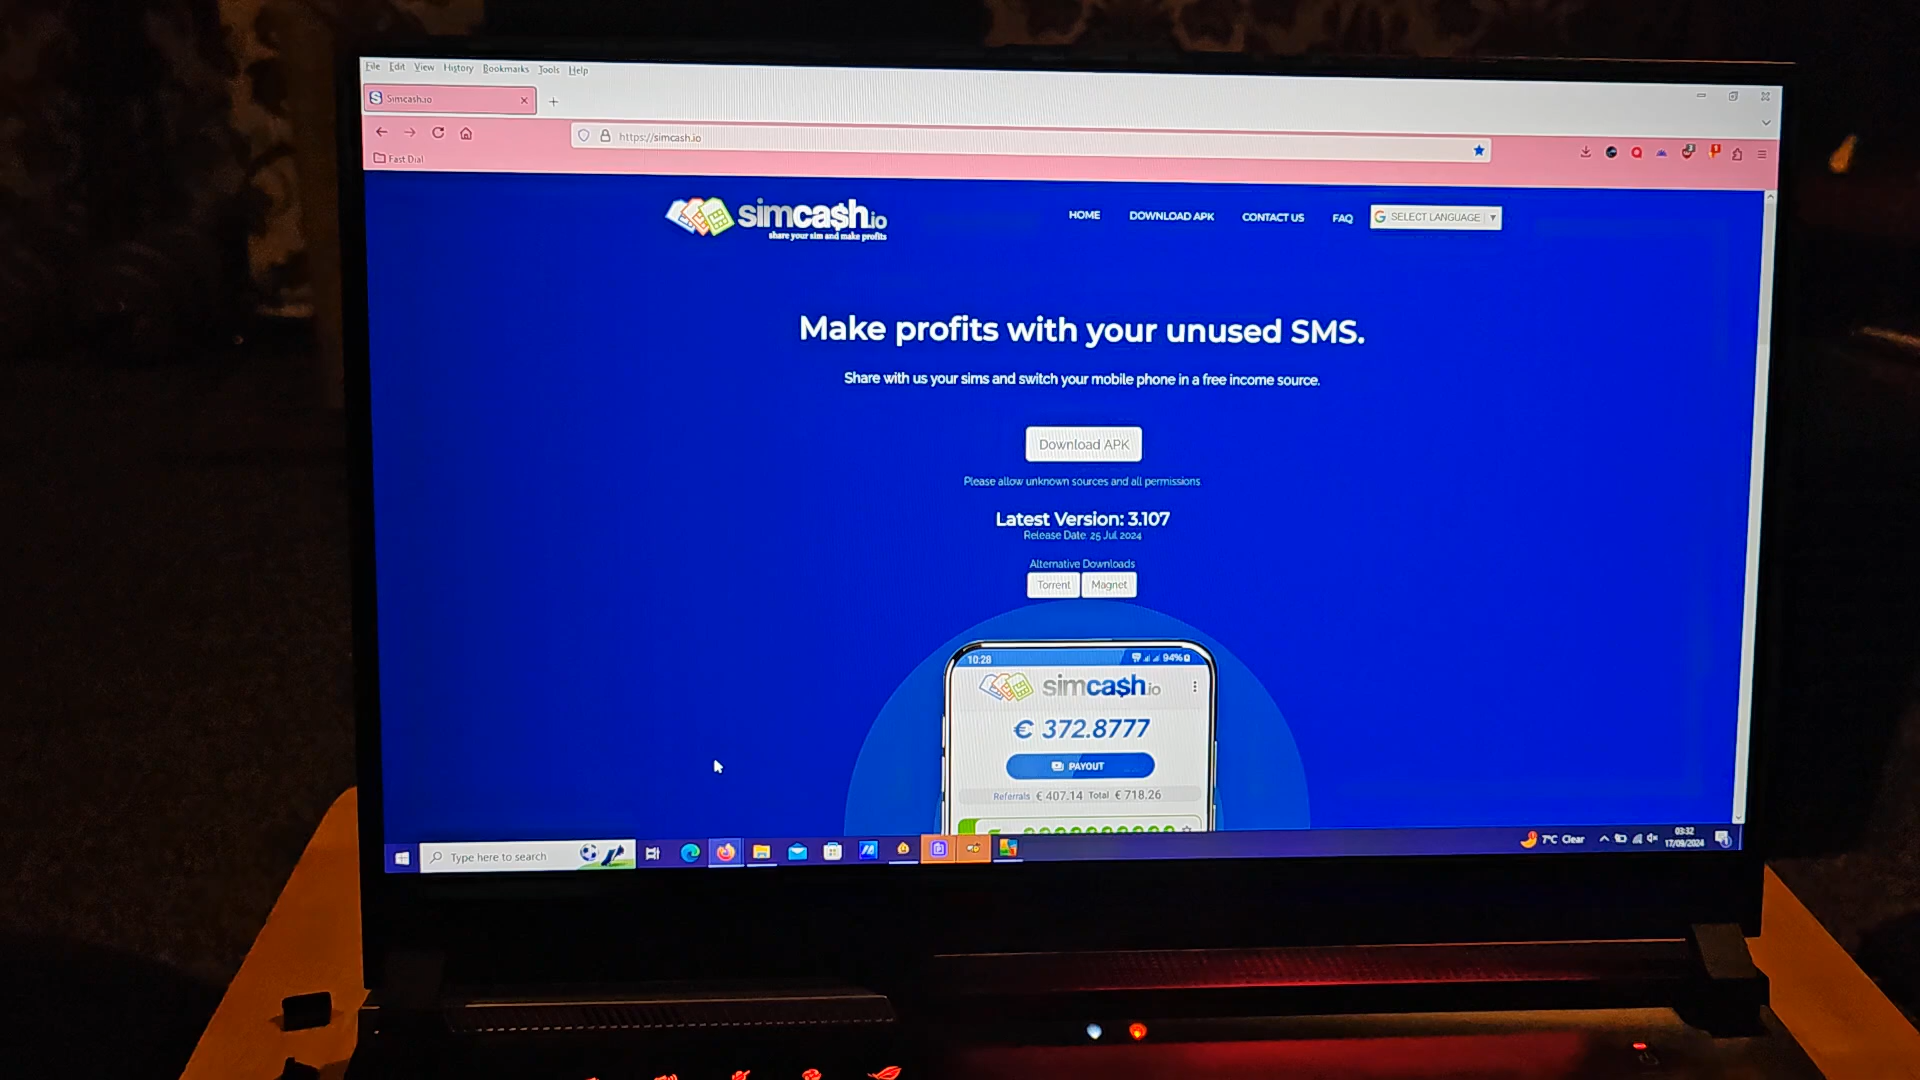 File Edit View History Bookmarks Tools Help
Simcash.io
https://simcash.io
Fast Dial
simca$h.io
share your sim and make profits
HOME DOWNLOAD APK CONTACT US FAQ SELECT LANGUAGE
Make profits with your unused SMS.
Share with us your sims and switch your mobile phone in a free income source.
Download APK
Please allow unknown sources and all permissions
Latest Version: 3.107
Release Date: 25 Jul 2024
Alternative Downloads
Torrent Magnet
10:28 94%
simca$h.io
€ 372.8777
PAYOUT
Referrals € 407.14 Total € 718.26
Type here to search
7°C Clear
03:32
17/09/2024